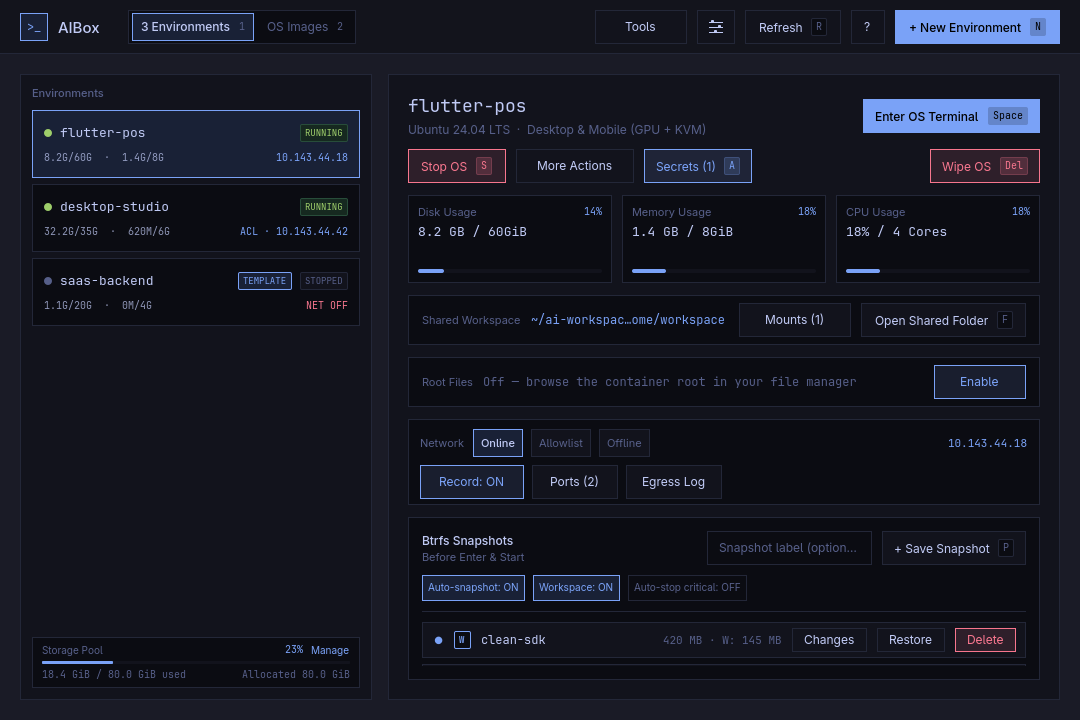 >_ AIBox 3 Environments 1 OS Images 2 Tools Refresh R ? + New Environment N
Environments
flutter-pos RUNNING
8.2G/60G · 1.4G/8G 10.143.44.18
desktop-studio RUNNING
32.2G/35G · 620M/6G ACL · 10.143.44.42
saas-backend TEMPLATE STOPPED
1.1G/20G · 0M/4G NET OFF
Storage Pool 23% Manage
18.4 GiB / 80.0 GiB used Allocated 80.0 GiB
flutter-pos
Ubuntu 24.04 LTS · Desktop & Mobile (GPU + KVM)
Enter OS Terminal Space
Stop OS S More Actions Secrets (1) A Wipe OS Del
Disk Usage 14%
8.2 GB / 60GiB
Memory Usage 18%
1.4 GB / 8GiB
CPU Usage 18%
18% / 4 Cores
Shared Workspace ~/ai-workspac…ome/workspace Mounts (1) Open Shared Folder F
Root Files Off — browse the container root in your file manager Enable
Network Online Allowlist Offline 10.143.44.18
Record: ON Ports (2) Egress Log
Btrfs Snapshots
Before Enter & Start
Snapshot label (option... + Save Snapshot P
Auto-snapshot: ON Workspace: ON Auto-stop critical: OFF
W clean-sdk 420 MB · W: 145 MB Changes Restore Delete